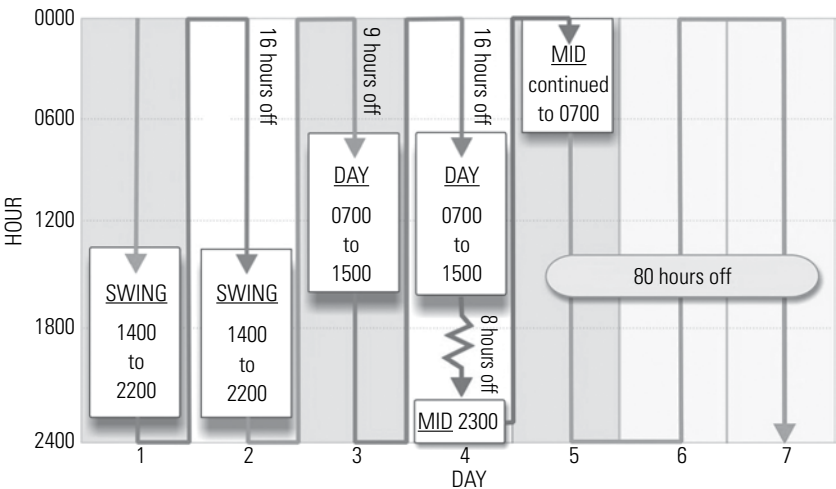 0000
0600
1200
1800
2400
HOUR
SWING
1400
to
2200
SWING
1400
to
2200
16 hours off
DAY
0700
to
1500
9 hours off
DAY
0700
to
1500
16 hours off
8 hours off
MID 2300
MID
continued
to 0700
80 hours off
1 2 3 4 5 6 7
DAY